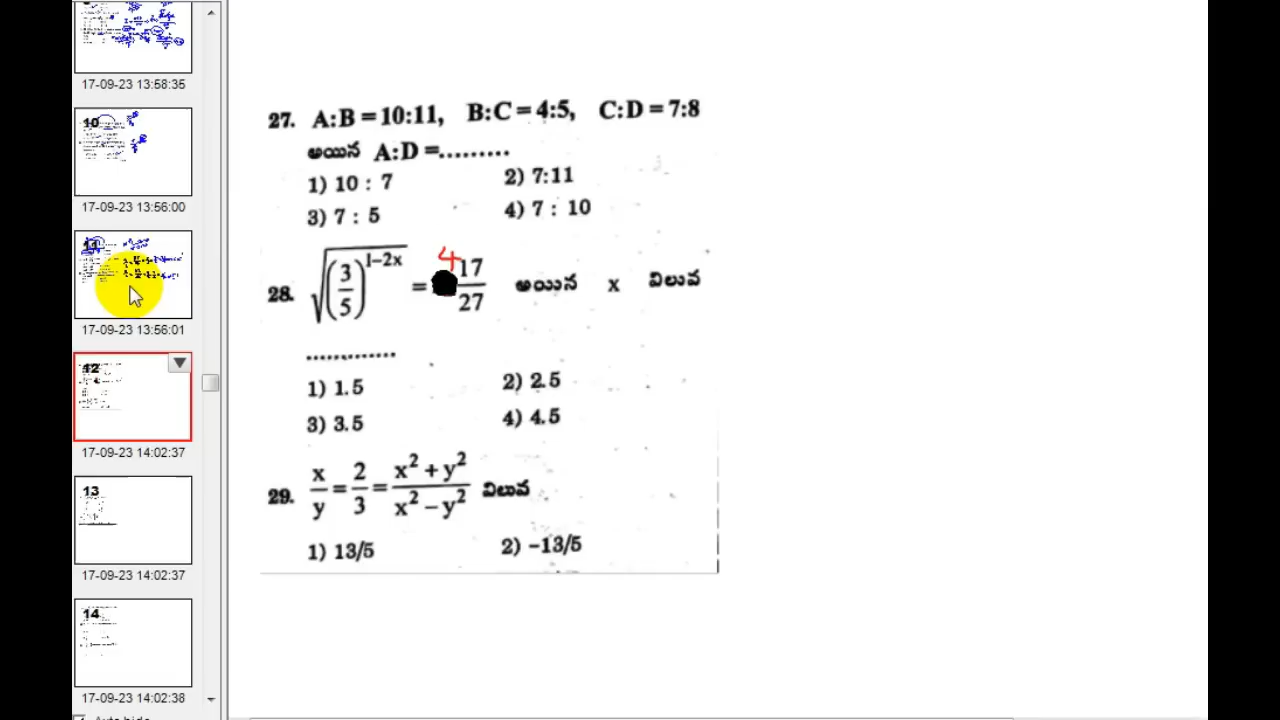 17-09-23 13:58:35
10
17-09-23 13:56:00
11
17-09-23 13:56:01
12
17-09-23 14:02:37
13
17-09-23 14:02:37
14
17-09-23 14:02:38
27. A:B = 10:11, B:C = 4:5, C:D = 7:8
అయిన A:D =.........
1) 10 : 7 2) 7:11
3) 7 : 5 4) 7 : 10
28. √(3/5)^(1–2x) = 4 17/27 అయిన x విలువ
.............
1) 1.5 2) 2.5
3) 3.5 4) 4.5
29. x/y = 2/3 = x²+y²/x²–y² విలువ
1) 13/5 2) –13/5